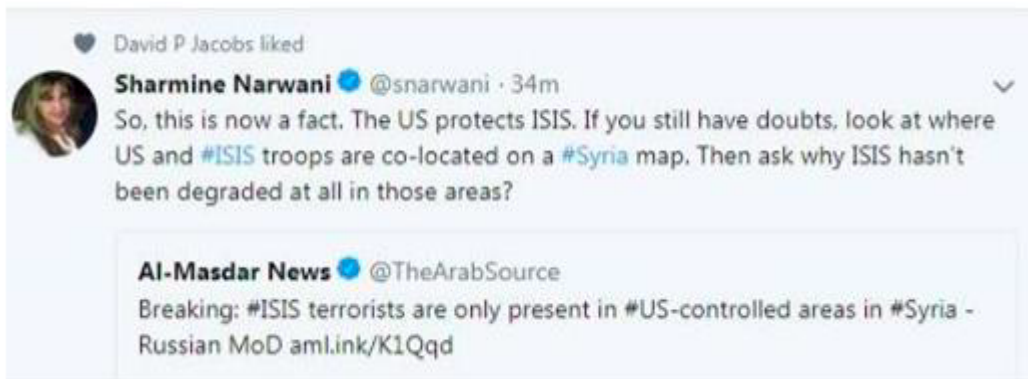 David P Jacobs liked
Sharmine Narwani @snarwani · 34m
So, this is now a fact. The US protects ISIS. If you still have doubts, look at where
US and #ISIS troops are co-located on a #Syria map. Then ask why ISIS hasn't
been degraded at all in those areas?
Al-Masdar News @TheArabSource
Breaking: #ISIS terrorists are only present in #US-controlled areas in #Syria -
Russian MoD aml.ink/K1Qqd